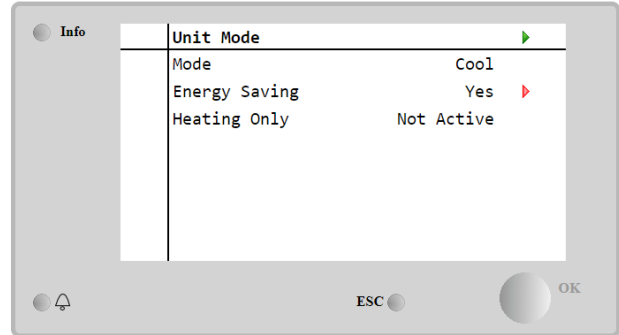 Info
Unit Mode
Mode Cool
Energy Saving Yes
Heating Only Not Active
ESC
OK